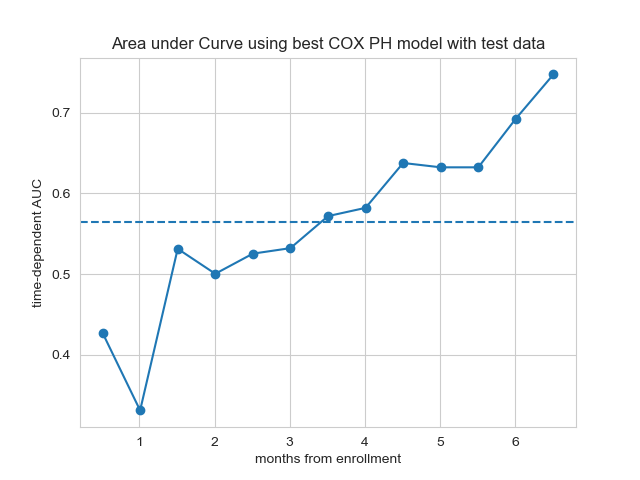 Area under Curve using best COX PH model with test data
time-dependent AUC
0.7
0.6
0.5
0.4
1 2 3 4 5 6
months from enrollment